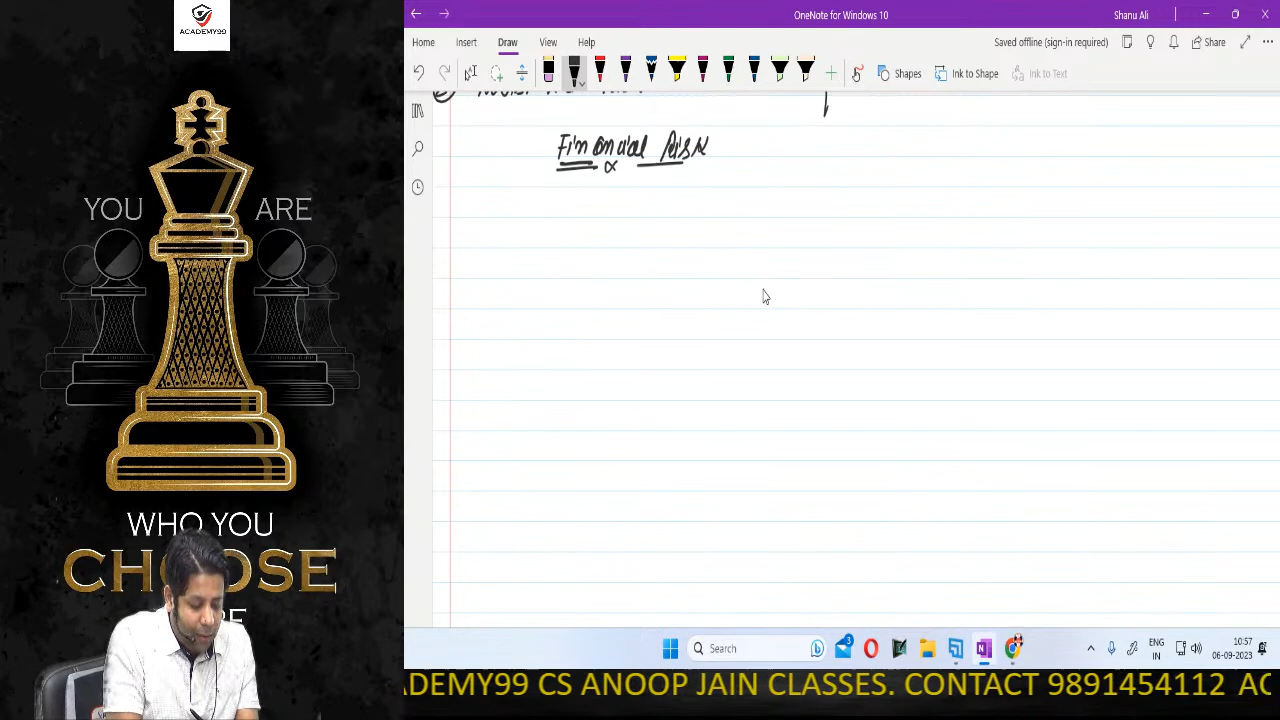 ACADEMY99
YOU ARE
WHO YOU
CHOOSE
OneNote for Windows 10
Shanu Ali
Home Insert Draw View Help
Saved offline (sign-in required)
Share
Shapes
Ink to Shape
Ink to Text
Financial Risk
∝
Search
3
ENG
IN
10:57
06-09-2023
ADEMY99 CS ANOOP JAIN CLASSES. CONTACT 9891454112 AC